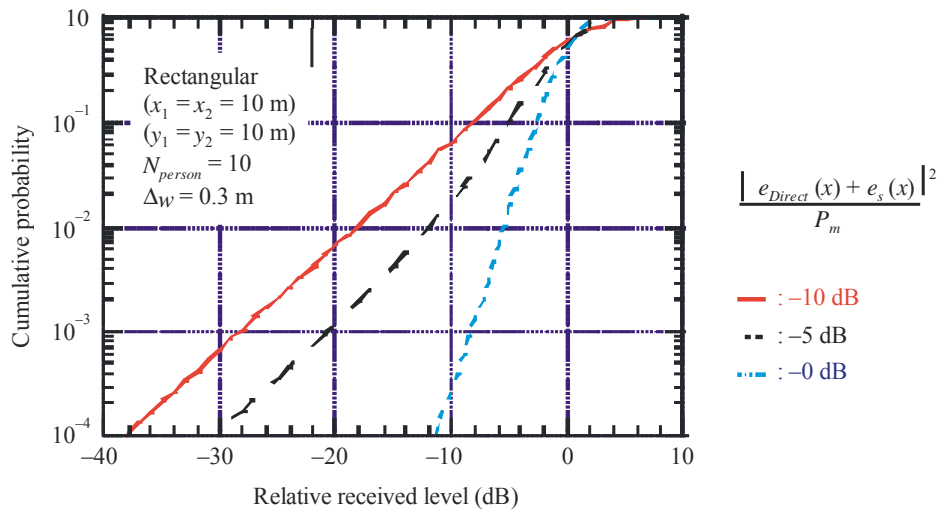 10
10⁻¹
10⁻²
10⁻³
10⁻⁴
Cumulative probability
Rectangular
(x₁ = x₂ = 10 m)
(y₁ = y₂ = 10 m)
N_person = 10
Δ_W = 0.3 m
−40
−30
−20
−10
0
10
Relative received level (dB)
| e_Direct (x) + e_s (x) |²
P_m
: −10 dB
: −5 dB
: −0 dB